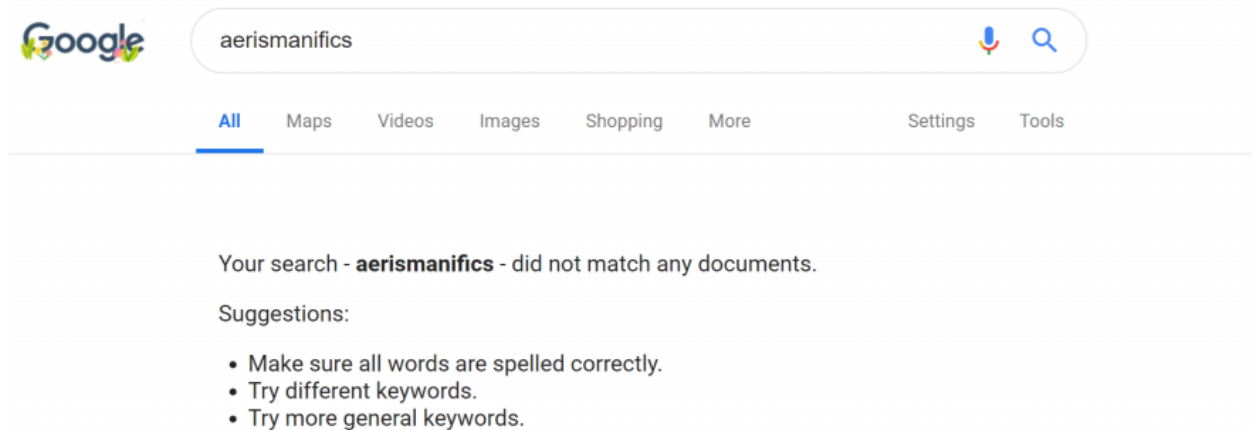 Google
aerismanifics
All Maps Videos Images Shopping More Settings Tools
Your search - aerismanifics - did not match any documents.
Suggestions:
• Make sure all words are spelled correctly.
• Try different keywords.
• Try more general keywords.